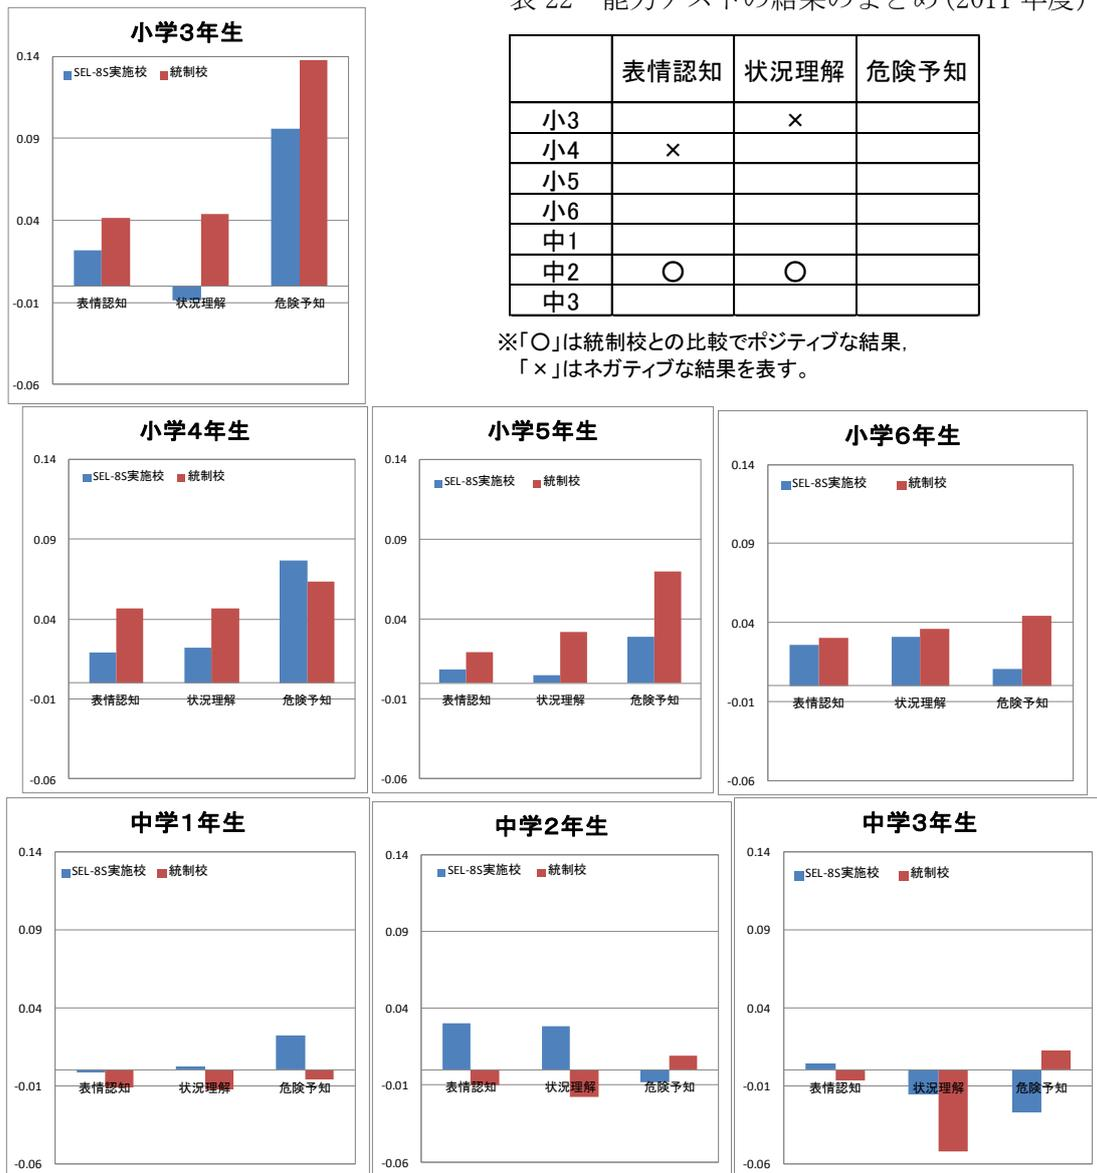 表 22 能力テストの結果のまとめ(2011 年度)
小学3年生
SEL-8S実施校 統制校
0.14
0.09
0.04
-0.01
-0.06
表情認知 状況理解 危険予知
表情認知 状況理解 危険予知
小3 ×
小4 ×
小5
小6
中1
中2 ○ ○
中3
※「○」は統制校との比較でポジティブな結果,
「×」はネガティブな結果を表す。
小学4年生
SEL-8S実施校 統制校
0.14
0.09
0.04
-0.01
-0.06
表情認知 状況理解 危険予知
小学5年生
SEL-8S実施校 統制校
0.14
0.09
0.04
-0.01
-0.06
表情認知 状況理解 危険予知
小学6年生
SEL-8S実施校 統制校
0.14
0.09
0.04
-0.01
-0.06
表情認知 状況理解 危険予知
中学1年生
SEL-8S実施校 統制校
0.14
0.09
0.04
-0.01
-0.06
表情認知 状況理解 危険予知
中学2年生
SEL-8S実施校 統制校
0.14
0.09
0.04
-0.01
-0.06
表情認知 状況理解 危険予知
中学3年生
SEL-8S実施校 統制校
0.14
0.09
0.04
-0.01
-0.06
表情認知 状況理解 危険予知